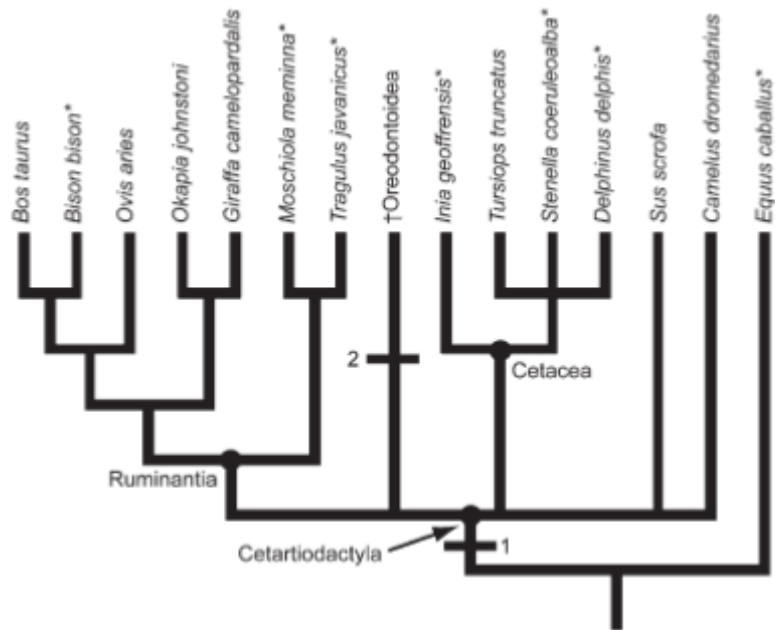 Bos taurus
Bison bison*
Ovis aries
Okapia johnstoni
Giraffa camelopardalis
Moschiola meminna*
Tragulus javanicus*
†Oreodontoidea
Inia geoffrensis*
Tursiops truncatus
Stenella coeruleoalba*
Delphinus delphis*
Sus scrofa
Camelus dromedarius
Equus caballus*
2
Cetacea
Ruminantia
Cetartiodactyla
1